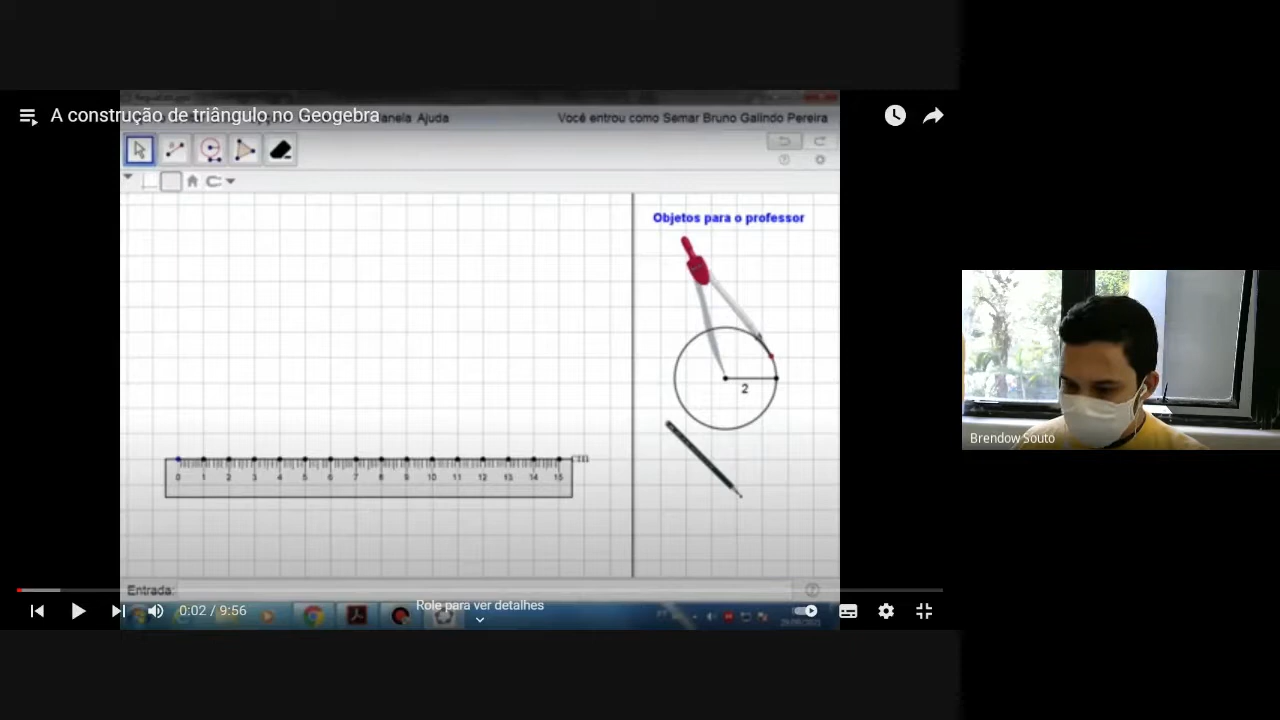 A construção de triângulo no Geogebra
anela Ajuda
Você entrou como Semar Bruno Galindo Pereira
Objetos para o professor
2
cm
0 1 2 3 4 5 6 7 8 9 10 11 12 13 14 15
Brendow Souto
Entrada:
Role para ver detalhes
0:02 / 9:56